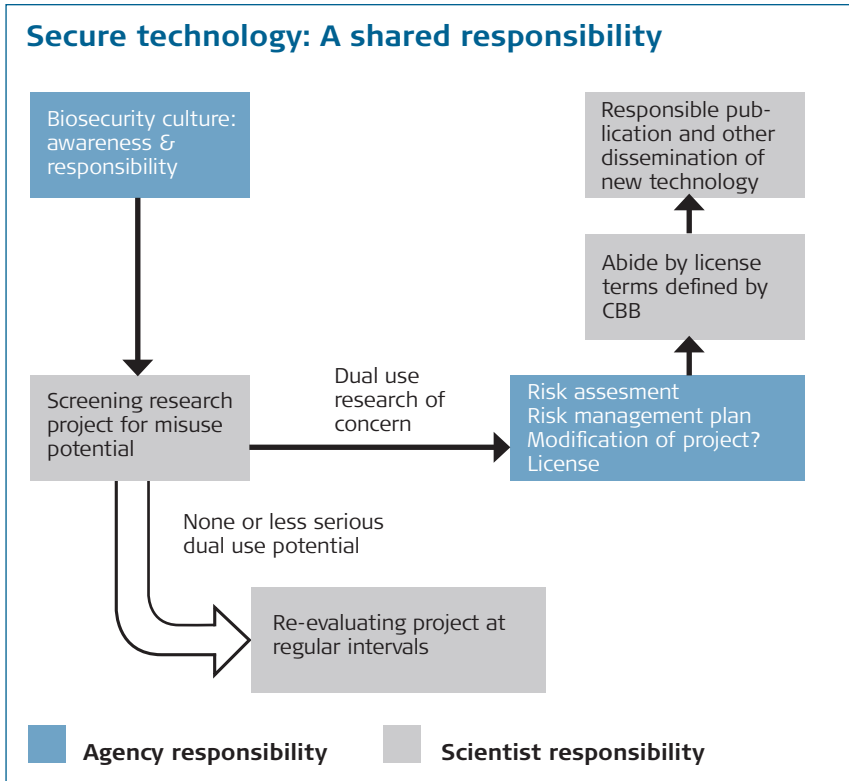 Secure technology: A shared responsibility
Biosecurity culture:
awareness &
responsibility
Responsible pub-
lication and other
dissemination of
new technology
Abide by license
terms defined by
CBB
Screening research
project for misuse
potential
Dual use
research of
concern
Risk assesment
Risk management plan
Modification of project?
License
None or less serious
dual use potential
Re-evaluating project at
regular intervals
Agency responsibility
Scientist responsibility